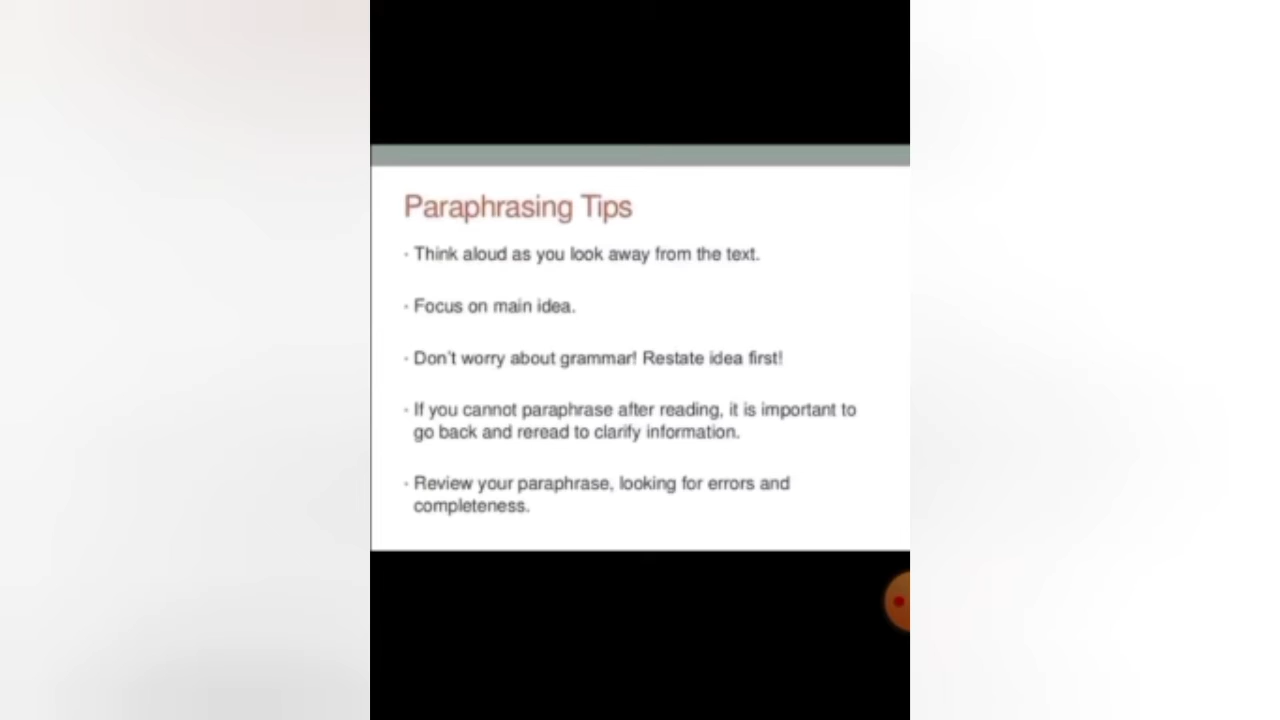 Paraphrasing Tips
· Think aloud as you look away from the text.
· Focus on main idea.
· Don't worry about grammar! Restate idea first!
· If you cannot paraphrase after reading, it is important to
go back and reread to clarify information.
· Review your paraphrase, looking for errors and
completeness.